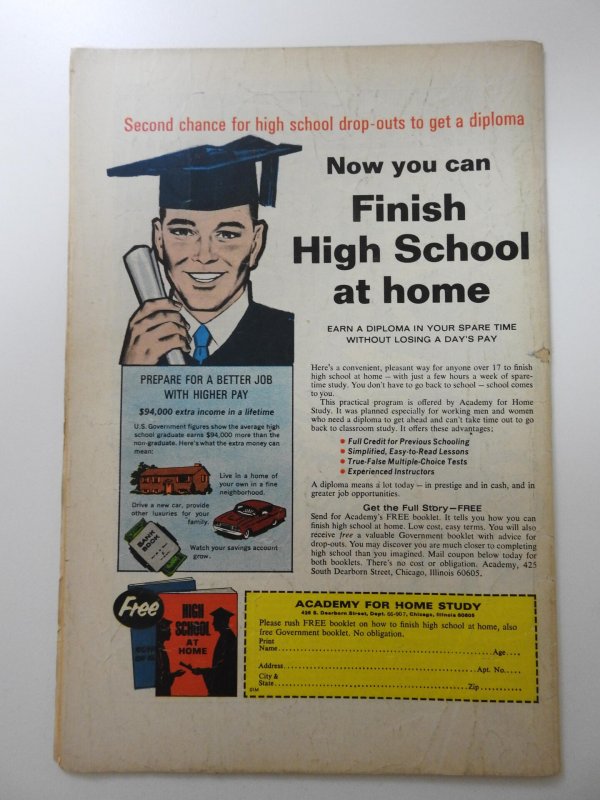 Second chance for high school drop-outs to get a diploma
Now you can
Finish
High School
at home
EARN A DIPLOMA IN YOUR SPARE TIME
WITHOUT LOSING A DAY'S PAY
PREPARE FOR A BETTER JOB
WITH HIGHER PAY
$94,000 extra income in a lifetime
U.S. Government figures show the average high
school graduate earns $94,000 more than the
non-graduate. Here's what the extra money can
mean:
Live in a home of
your own in a fine
neighborhood.
Drive a new car, provide
other luxuries for your
family.
BANK
BOOK
Watch your savings account
grow.
Here's a convenient, pleasant way for anyone over 17 to finish
high school at home — with just a few hours a week of spare-
time study. You don't have to go back to school — school comes
to you.
This practical program is offered by Academy for Home
Study. It was planned especially for working men and women
who need a diploma to get ahead and can't take time out to go
back to classroom study. It offers these advantages;
• Full Credit for Previous Schooling
• Simplified, Easy-to-Read Lessons
• True-False Multiple-Choice Tests
• Experienced Instructors
A diploma means a lot today — in prestige and in cash, and in
greater job opportunities.
Get the Full Story—FREE
Send for Academy's FREE booklet. It tells you how you can
finish high school at home. Low cost, easy terms. You will also
receive free a valuable Government booklet with advice for
drop-outs. You may discover you are much closer to completing
high school than you imagined. Mail coupon below today for
both booklets. There's no cost or obligation. Academy, 425
South Dearborn Street, Chicago, Illinois 60605.
Free
HIGH
SCHOOL
AT
HOME
ACADEMY FOR HOME STUDY
425 S. Dearborn Street, Dept. 66-907, Chicago, Illinois 60605
Please rush FREE booklet on how to finish high school at home, also
free Government booklet. No obligation.
Print
Name Age
Address Apt. No.
City &
State Zip